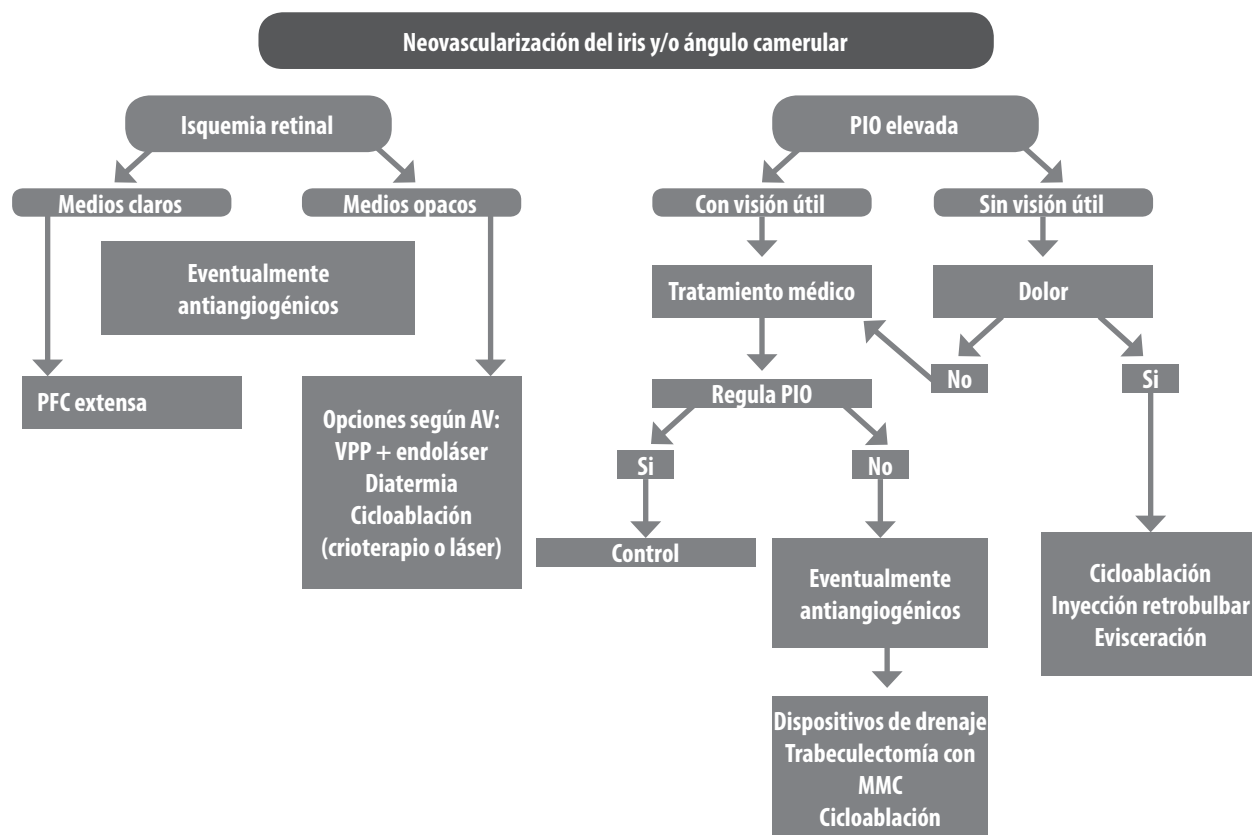 Neovascularización del iris y/o ángulo camerular
Isquemia retinal
PIO elevada
Medios claros
Medios opacos
Con visión útil
Sin visión útil
Eventualmente
antiangiogénicos
Tratamiento médico
Dolor
PFC extensa
Regula PIO
No
Si
Opciones según AV:
VPP + endoláser
Diatermia
Cicloablación
(crioterapio o láser)
Si
No
Control
Eventualmente
antiangiogénicos
Cicloablación
Inyección retrobulbar
Evisceración
Dispositivos de drenaje
Trabeculectomía con
MMC
Cicloablación